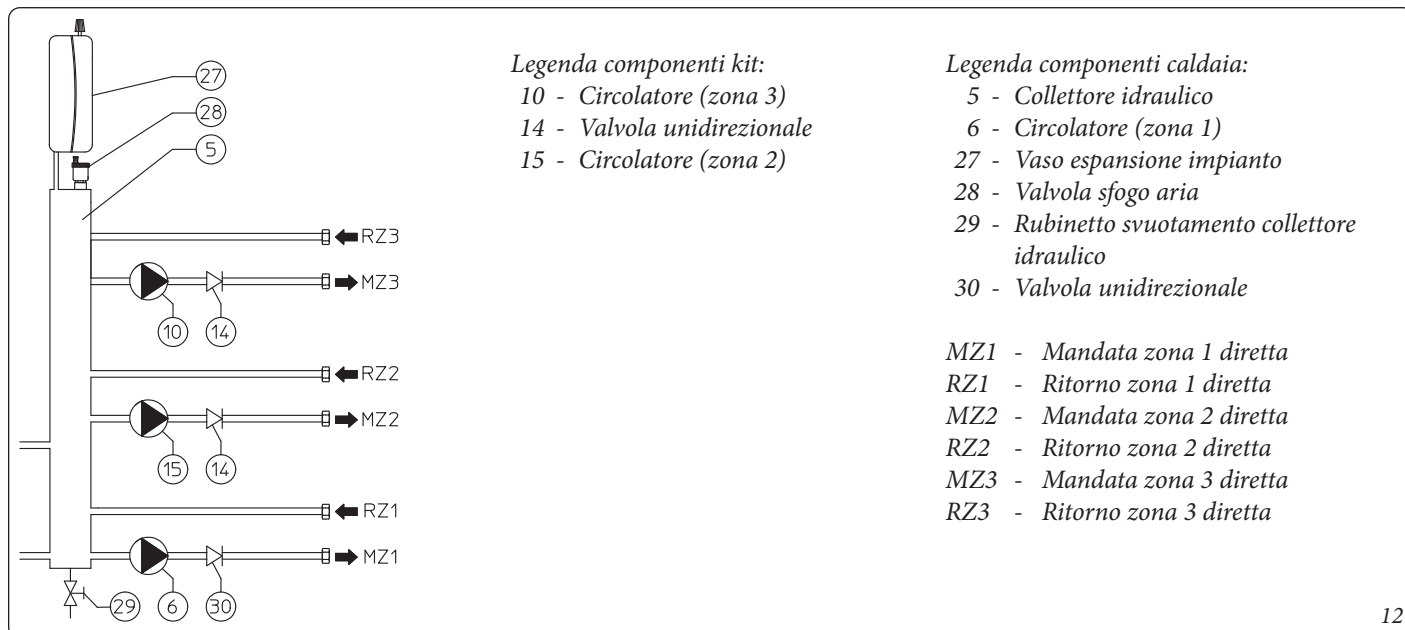 27
28
5
RZ3
MZ3
10
14
RZ2
MZ2
15
14
RZ1
MZ1
29
6
30
Legenda componenti kit:
10 - Circolatore (zona 3)
14 - Valvola unidirezionale
15 - Circolatore (zona 2)
Legenda componenti caldaia:
5 - Collettore idraulico
6 - Circolatore (zona 1)
27 - Vaso espansione impianto
28 - Valvola sfogo aria
29 - Rubinetto svuotamento collettore
idraulico
30 - Valvola unidirezionale
MZ1 - Mandata zona 1 diretta
RZ1 - Ritorno zona 1 diretta
MZ2 - Mandata zona 2 diretta
RZ2 - Ritorno zona 2 diretta
MZ3 - Mandata zona 3 diretta
RZ3 - Ritorno zona 3 diretta
12